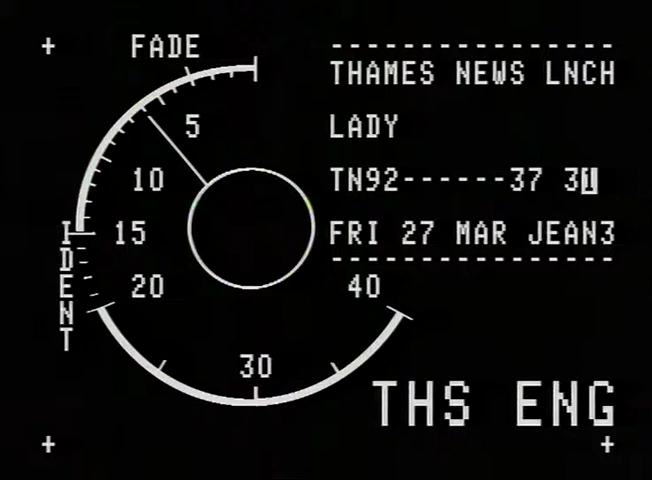 FADE
5
10
15
20
30
40
IDENT
----------------
THAMES NEWS LNCH
LADY
TN92------37 31
FRI 27 MAR JEAN3
----------------
THS ENG